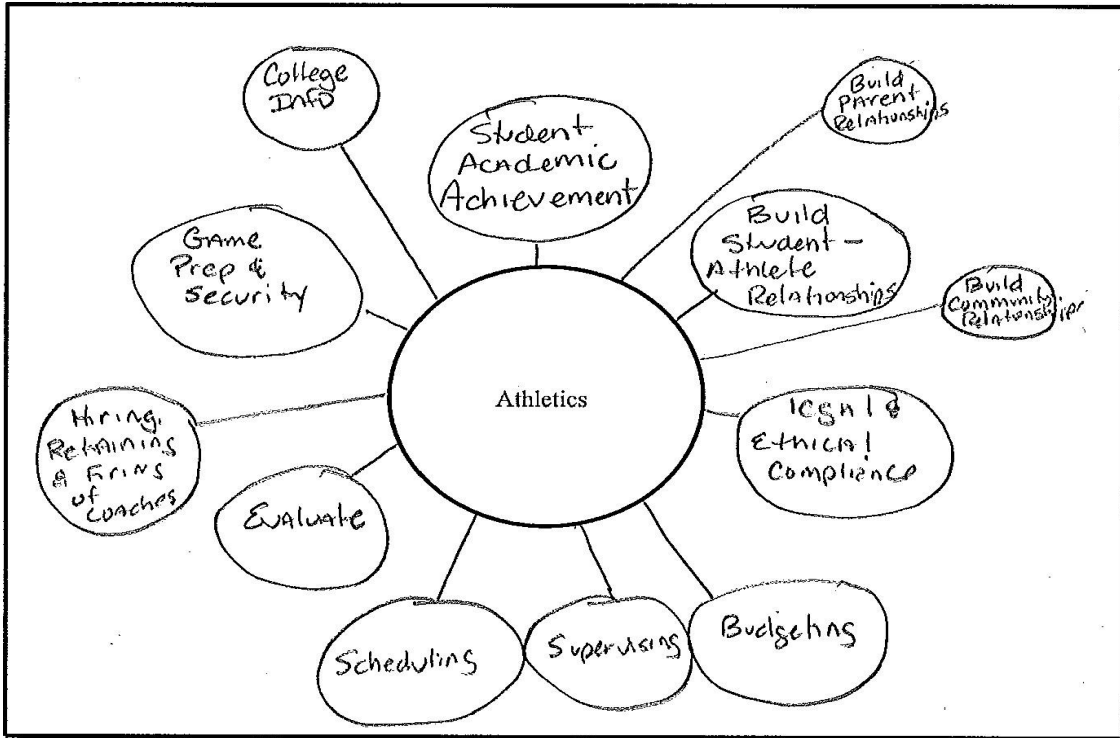 College
Info
Student
Academic
Achievement
Build
Parent
Relationships
Game
Prep &
Security
Build
Student -
Athlete
Relationships
Build
Community
Relationships
Athletics
Hiring,
Retaining
& Firing
of
Coaches
Legal &
Ethical
Compliance
Evaluate
Scheduling
Supervising
Budgeting